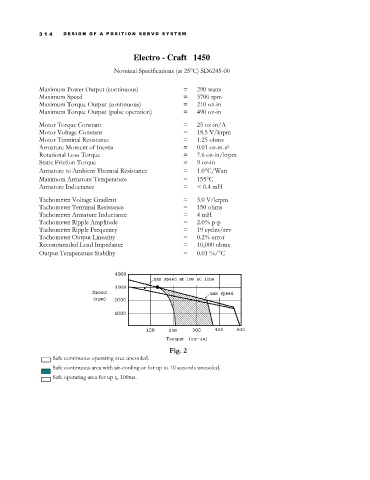 314 DESIGN OF A POSITION SERVO SYSTEM
Electro - Craft 1450
Nominal Specifications (at 25°C) SD6245-00
Maximum Power Output (continuous) = 290 watts
Maximum Speed = 3700 rpm
Maximum Torque Output (continuous) = 210 oz-in
Maximum Torque Output (pulse operation) = 490 oz-in
Motor Torque Constant = 25 oz-in/A
Motor Voltage Constant = 18.5 V/krpm
Motor Terminal Resistance = 1.25 ohms
Armature Moment of Inertia = 0.01 oz-in-s²
Rotational Loss Torque = 7.6 oz-in/krpm
Static Friction Torque = 9 oz-in
Armature to Ambient Thermal Resistance = 1.0°C/Watt
Maximum Armature Temperature = 155°C
Armature Inductance = < 0.4 mH
Tachometer Voltage Gradient = 3.0 V/krpm
Tachometer Terminal Resistance = 150 ohms
Tachometer Armature Inductance = 4 mH
Tachometer Ripple Amplitude = 2.0% p-p
Tachometer Ripple Frequency = 19 cycles/rev
Tachometer Output Linearity = 0.2% error
Recommended Load Impedance = 10,000 ohms
Output Temperature Stability = 0.01 %/°C
4000
max speed at low AC line
3000
max speed
Speed
(rpm)
2000
1000
100 200 300 400 500
Torque (oz-in)
Fig. 2
Safe continuous operating area uncooled.
Safe continuous area with air-cooling or for up to 10 seconds uncooled.
Safe operating area for up 100ms.